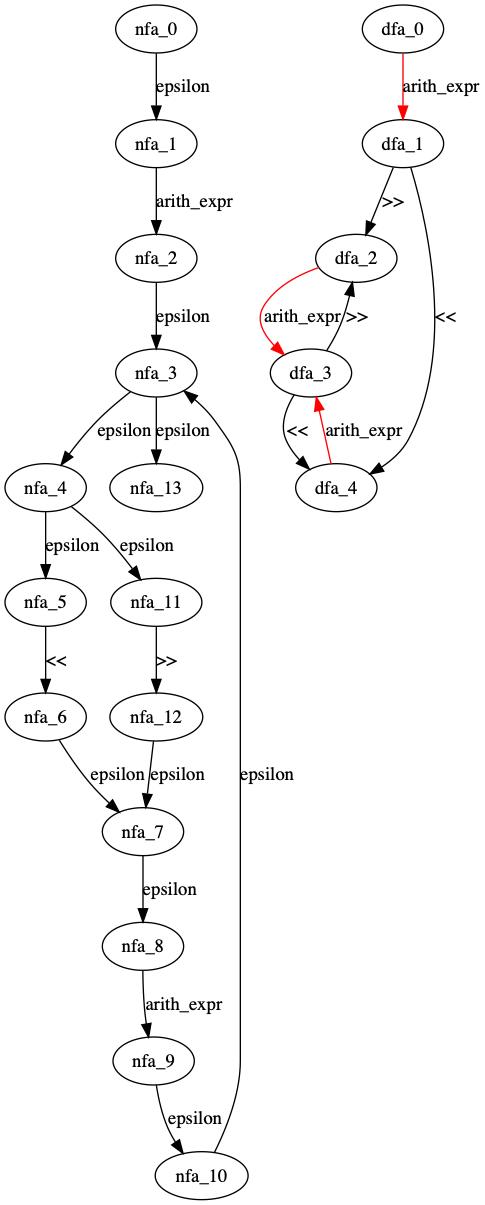 nfa_0
dfa_0
epsilon
arith_expr
nfa_1
dfa_1
arith_expr
>>
nfa_2
dfa_2
epsilon
arith_expr
>>
<<
nfa_3
dfa_3
epsilon
epsilon
<<
arith_expr
nfa_4
nfa_13
dfa_4
epsilon
epsilon
nfa_5
nfa_11
<<
>>
nfa_6
nfa_12
epsilon
epsilon
epsilon
nfa_7
epsilon
nfa_8
arith_expr
nfa_9
epsilon
nfa_10